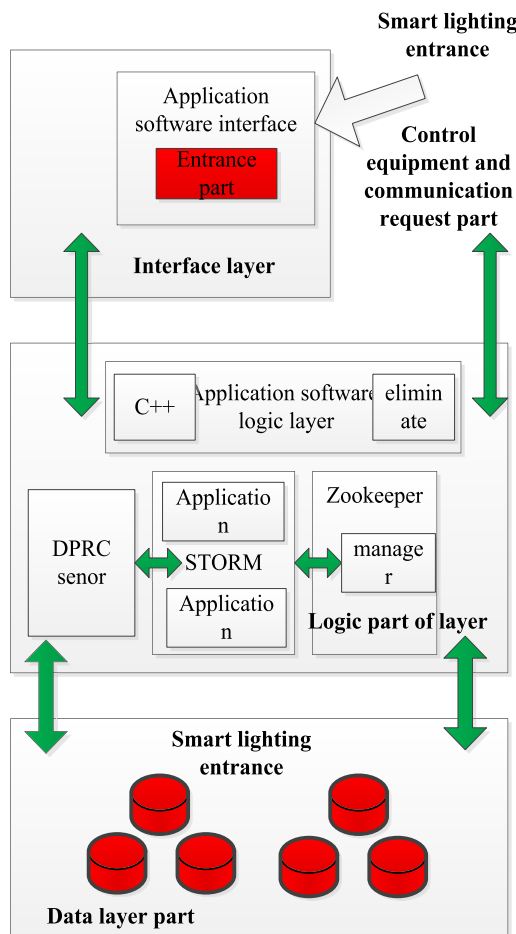 Smart lighting
entrance
Application
software interface
Entrance
part
Control
equipment and
communication
request part
Interface layer
C++
Application software
logic layer
elimin
ate
DPRC
senor
Applicatio
n
STORM
Applicatio
n
Zookeeper
manage
r
Logic part of layer
Smart lighting
entrance
Data layer part